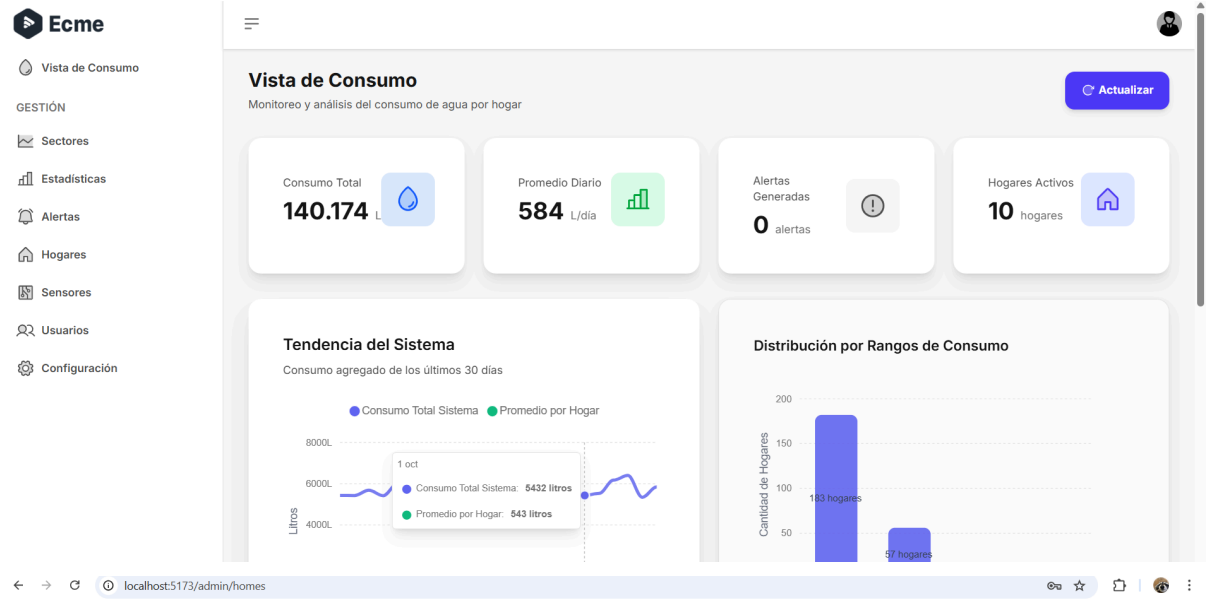 Ecme
Vista de Consumo
GESTIÓN
Sectores
Estadísticas
Alertas
Hogares
Sensores
Usuarios
Configuración
Vista de Consumo
Monitoreo y análisis del consumo de agua por hogar
Actualizar
Consumo Total
140.174 L
Promedio Diario
584 L/día
Alertas
Generadas
0 alertas
Hogares Activos
10 hogares
Tendencia del Sistema
Consumo agregado de los últimos 30 días
Consumo Total Sistema Promedio por Hogar
8000L
6000L
4000L
Litros
1 oct
Consumo Total Sistema: 5432 litros
Promedio por Hogar: 543 litros
Distribución por Rangos de Consumo
Cantidad de Hogares
200
150
100
50
183 hogares
57 hogares
localhost:5173/admin/homes